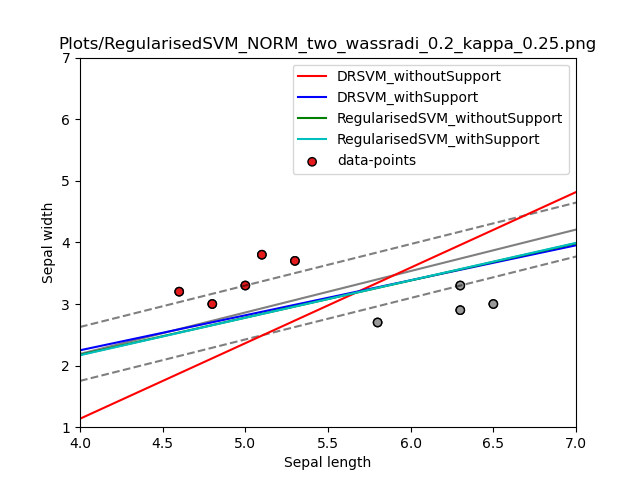 Plots/RegularisedSVM_NORM_two_wassradi_0.2_kappa_0.25.png
7
6
5
4
3
2
1
Sepal width
DRSVM_withoutSupport
DRSVM_withSupport
RegularisedSVM_withoutSupport
RegularisedSVM_withSupport
data-points
4.0 4.5 5.0 5.5 6.0 6.5 7.0
Sepal length